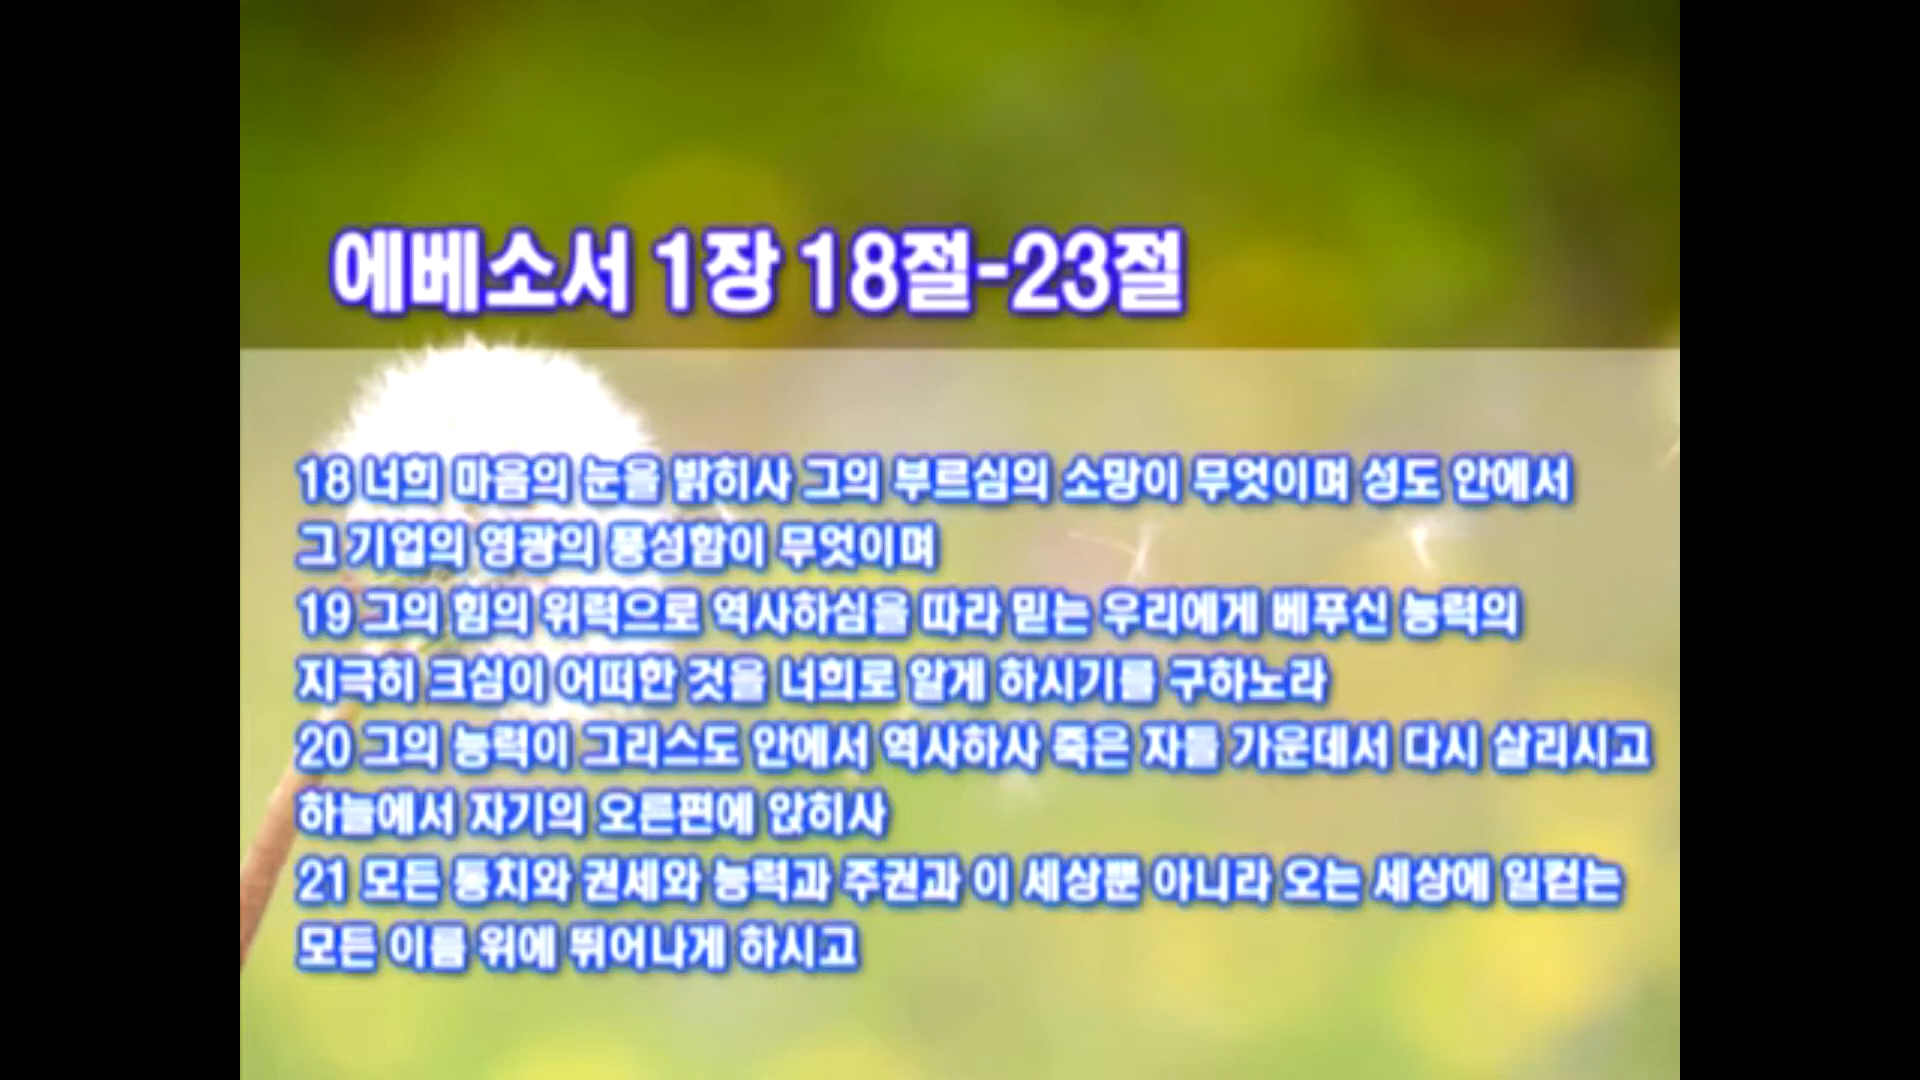 에베소서 1장 18절-23절
18 너희 마음의 눈을 밝히사 그의 부르심의 소망이 무엇이며 성도 안에서
그 기업의 영광의 풍성함이 무엇이며
19 그의 힘의 위력으로 역사하심을 따라 믿는 우리에게 베푸신 능력의
지극히 크심이 어떠한 것을 너희로 알게 하시기를 구하노라
20 그의 능력이 그리스도 안에서 역사하사 죽은 자들 가운데서 다시 살리시고
하늘에서 자기의 오른편에 앉히사
21 모든 통치와 권세와 능력과 주권과 이 세상뿐 아니라 오는 세상에 일컫는
모든 이름 위에 뛰어나게 하시고